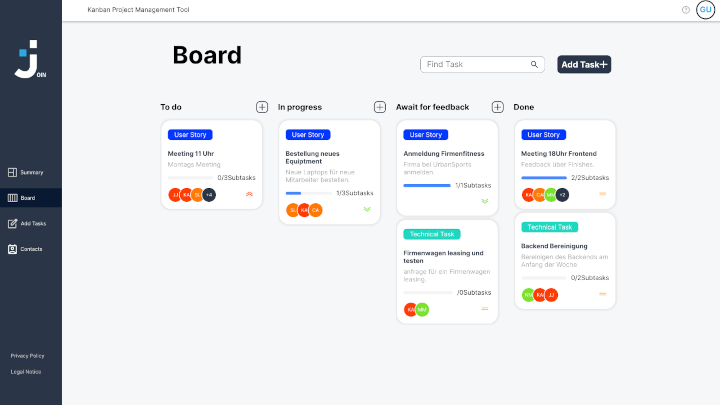 Kanban Project Management Tool
GU
JOIN
Board
Find Task
Add Task+
Summary
Board
Add Tasks
Contacts
Privacy Policy
Legal Notice
To do
In progress
Await for feedback
Done
User Story
Meeting 11 Uhr
Montags Meeting
0/3Subtasks
JJ
KA
+4
User Story
Bestellung neues
Equiptment
Neue Laptops für neue
Mitarbeiter bestellen.
1/3Subtasks
KA
CA
User Story
Anmeldung Firmenfitness
Firma bei UrbanSports
anmelden.
1/1Subtasks
Technical Task
Firmenwagen leasing und
testen
anfrage für ein Firmenwagen
leasing.
/0Subtasks
KA
MM
User Story
Meeting 18Uhr Frontend
Feedback über Finishes.
2/2Subtasks
KA
CA
MM
+2
Technical Task
Backend Bereinigung
Bereinigen des Backends am
Anfang der Woche
0/2Subtasks
MM
KA
JJ